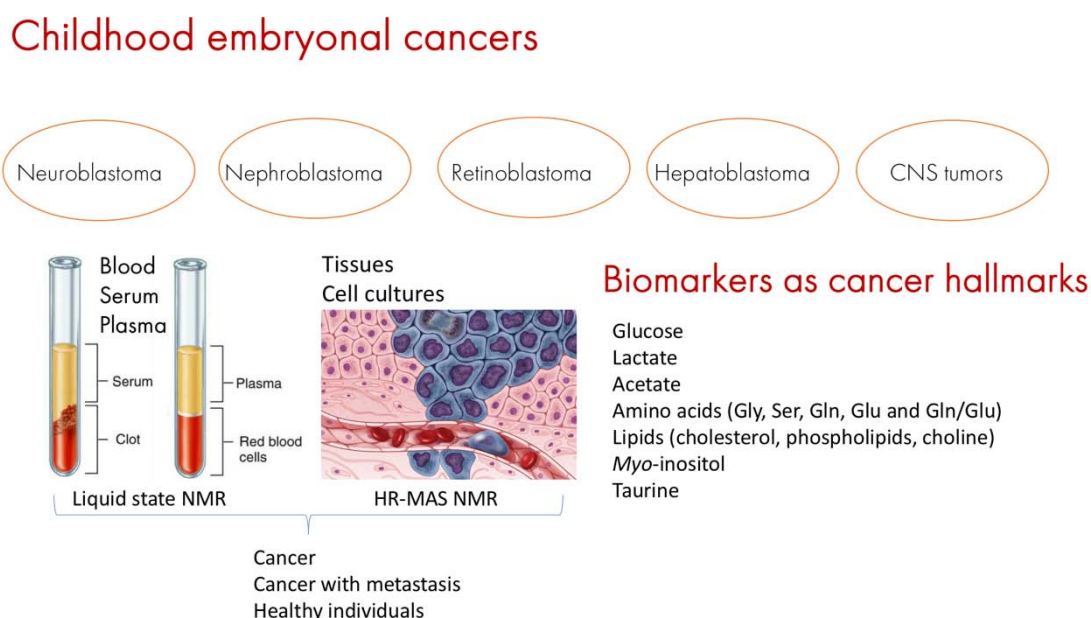 Childhood embryonal cancers
Neuroblastoma
Nephroblastoma
Retinoblastoma
Hepatoblastoma
CNS tumors
Blood
Serum
Plasma
Serum
Clot
Plasma
Red blood
cells
Liquid state NMR
Tissues
Cell cultures
HR-MAS NMR
Cancer
Cancer with metastasis
Healthy individuals
Biomarkers as cancer hallmarks
Glucose
Lactate
Acetate
Amino acids (Gly, Ser, Gln, Glu and Gln/Glu)
Lipids (cholesterol, phospholipids, choline)
Myo-inositol
Taurine